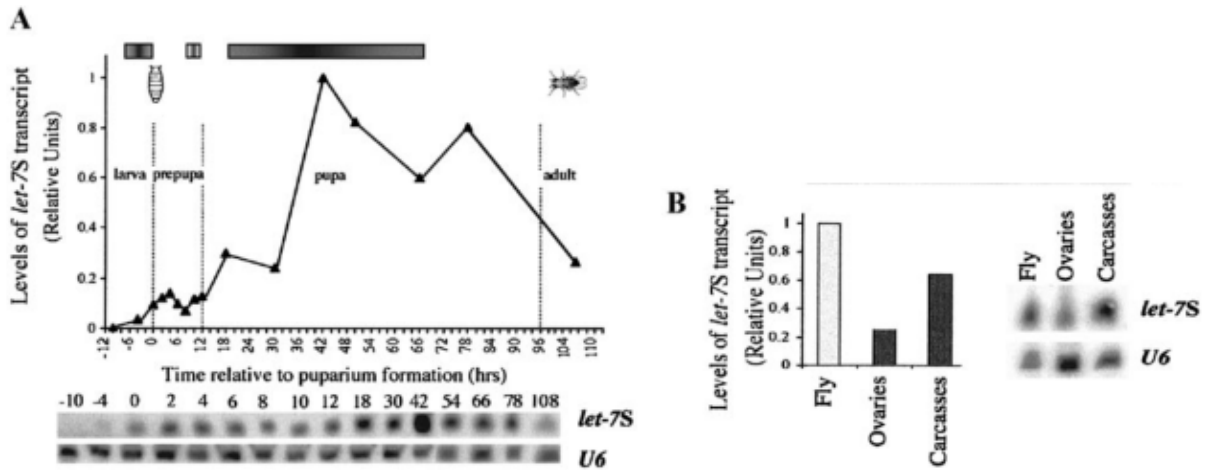 A
Levels of let-7S transcript
(Relative Units)
1
0.8
0.6
0.4
0.2
0
larva
prepupa
pupa
adult
-12 -6 0 6 12 18 24 30 36 42 48 54 60 66 72 78 84 90 96 104 110
Time relative to puparium formation (hrs)
-10 -4 0 2 4 6 8 10 12 18 30 42 54 66 78 108
let-7S
U6
B
Levels of let-7S transcript
(Relative Units)
1
0.8
0.6
0.4
0.2
0
Fly
Ovaries
Carcasses
Fly
Ovaries
Carcasses
let-7S
U6